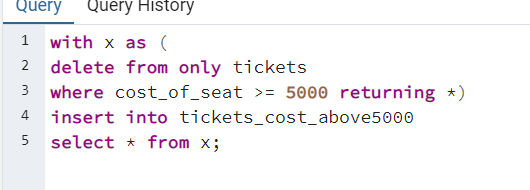 Query Query History
1 with x as (
2 delete from only tickets
3 where cost_of_seat >= 5000 returning *)
4 insert into tickets_cost_above5000
5 select * from x;